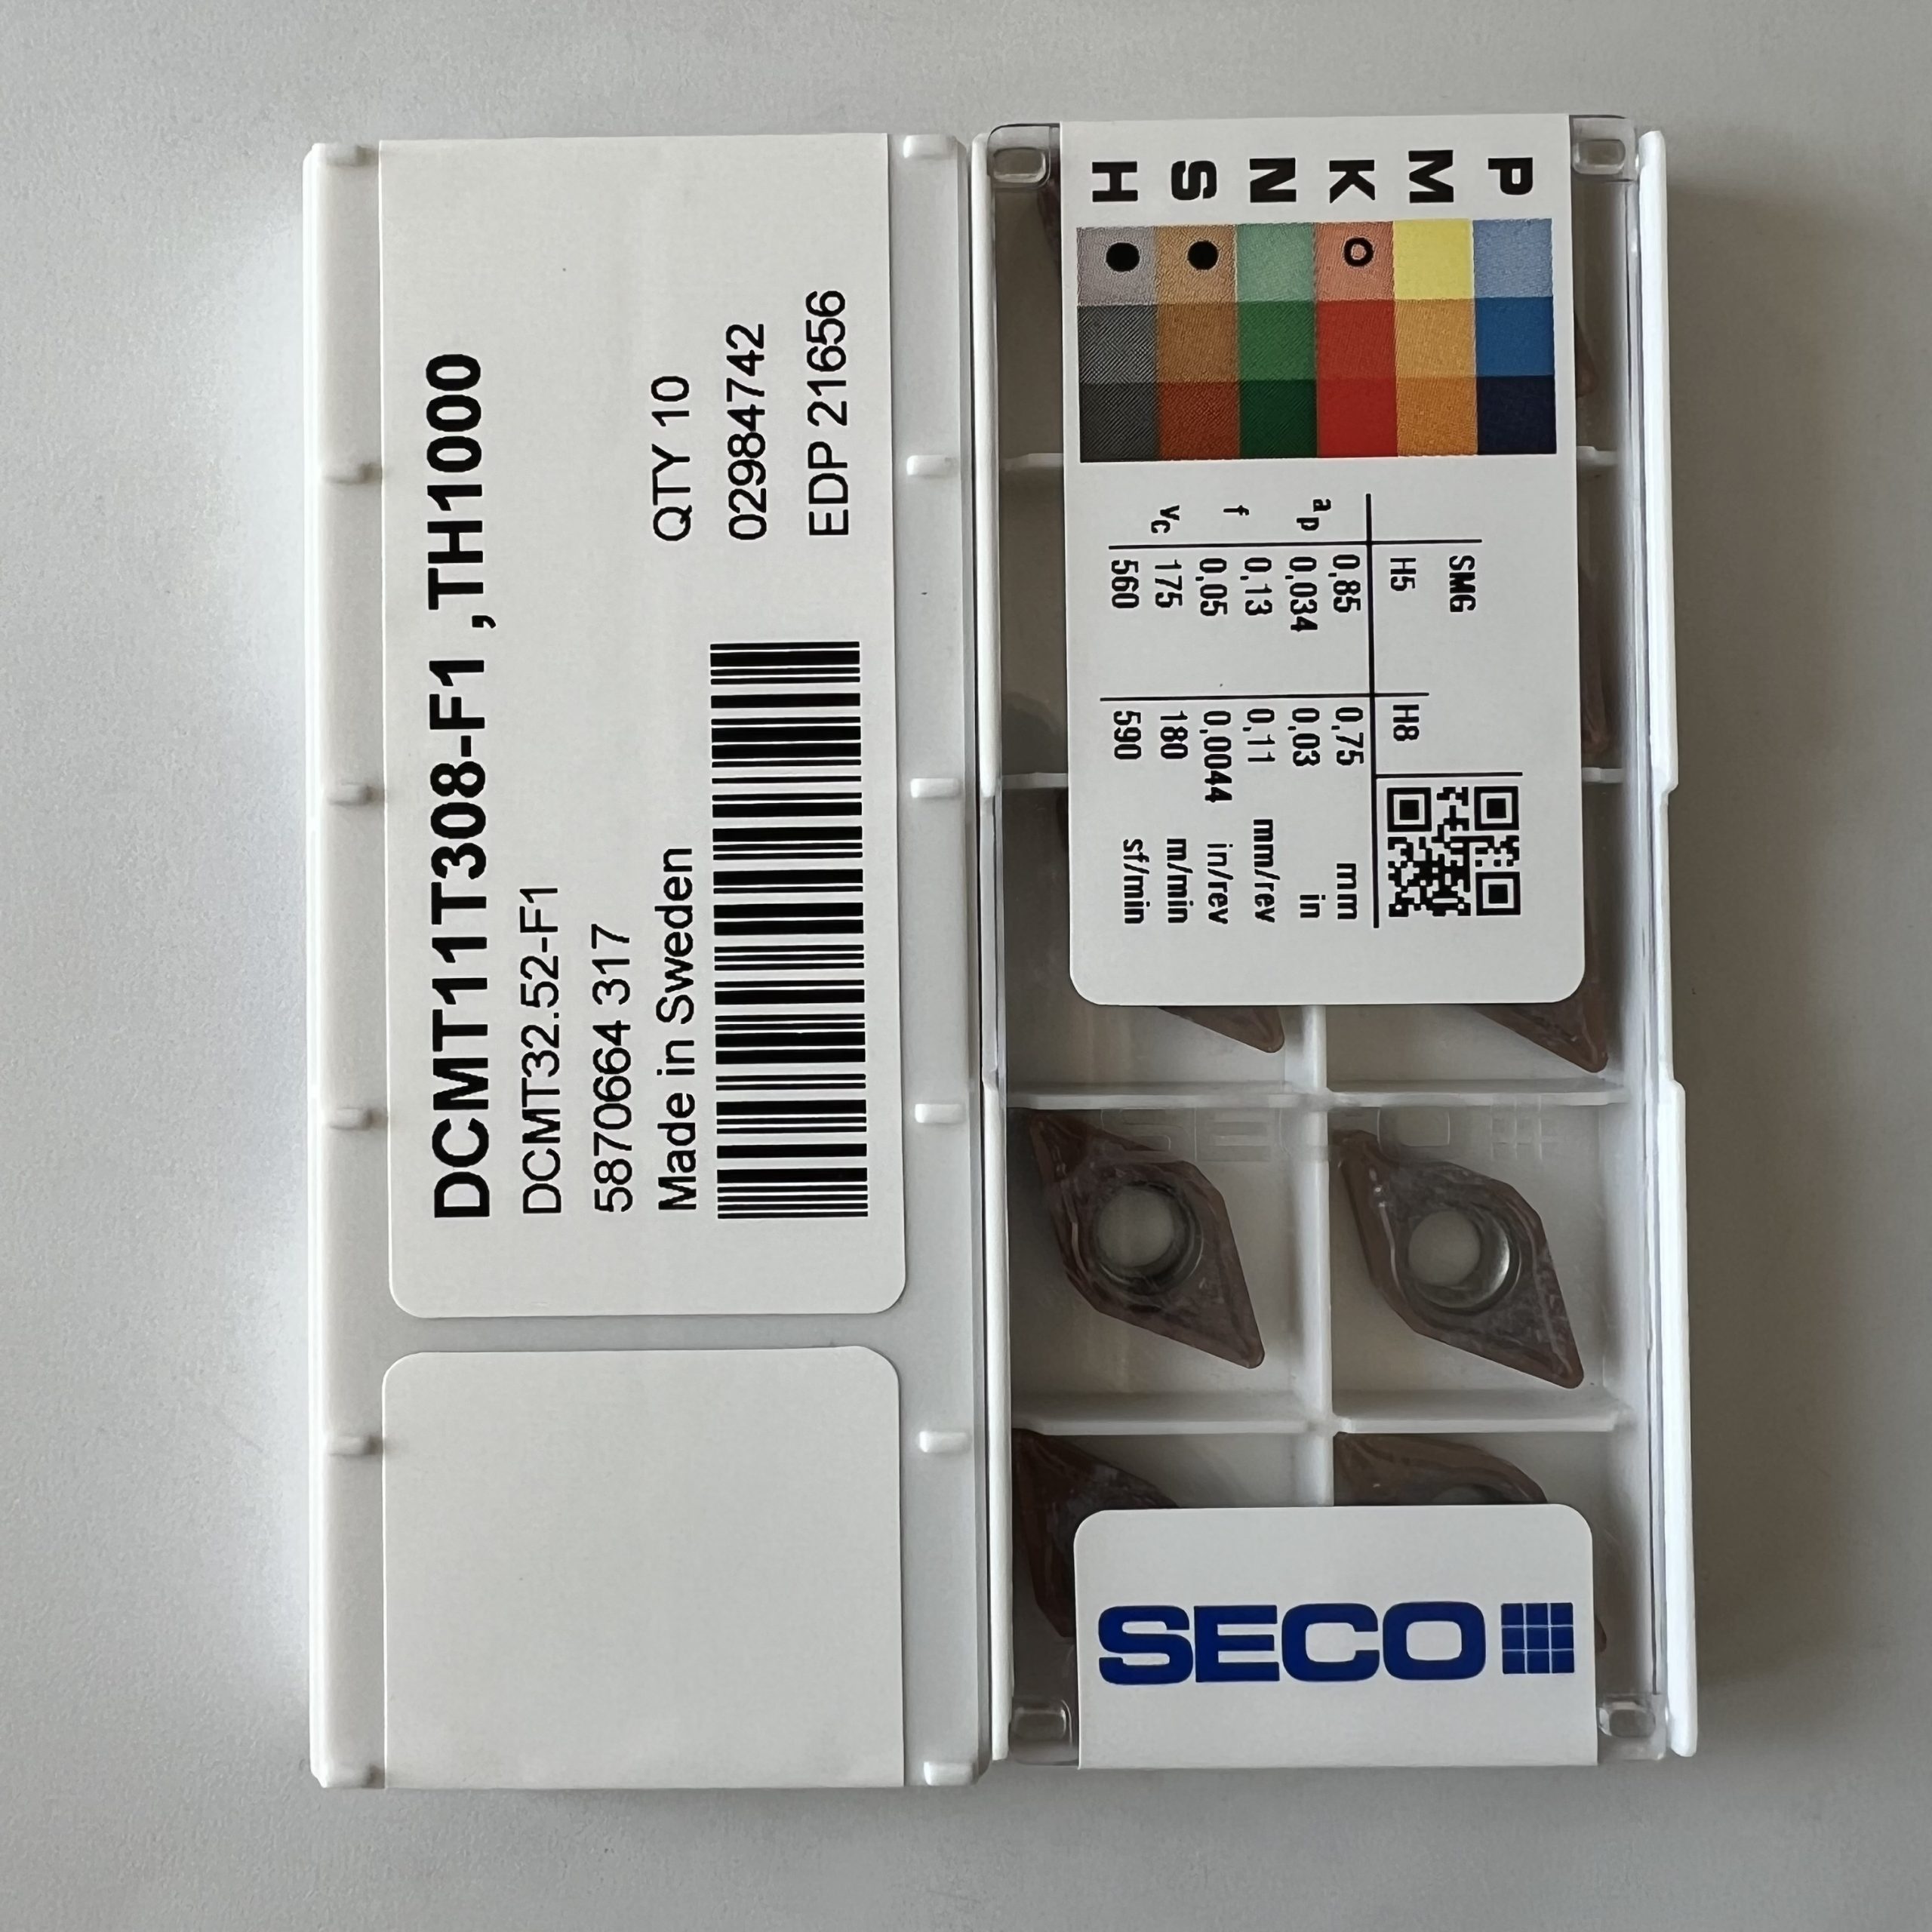 DCMT11T308-F1 ,TH1000
DCMT32.52-F1
5870664 317
QTY 10
Made in Sweden
02984742
EDP 21656
P
M
K
N
S
H
SMG
H5 H8
ap 0,85 0,75 mm
0,034 0,03 in
f 0,13 0,11 mm/rev
0,05 0,0044 in/rev
vc 175 180 m/min
560 590 sf/min
SECO
SECO